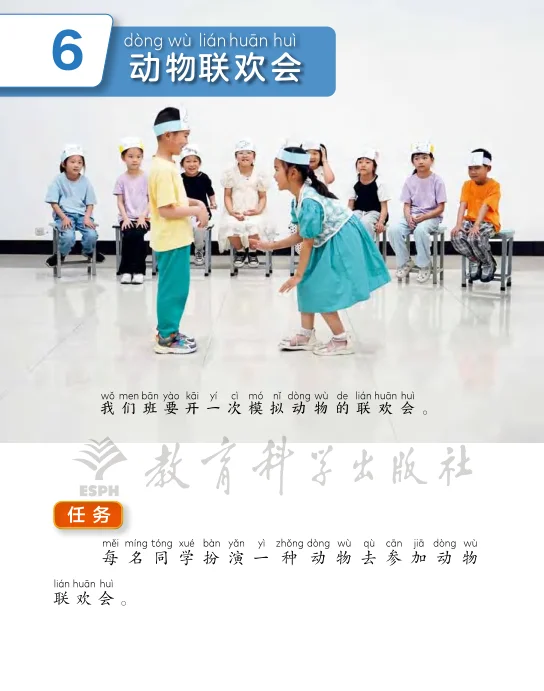 6
dòng wù lián huān huì
动物联欢会
wǒ men bān yào kāi yí cì mó nǐ dòng wù de lián huān huì
我们班要开一次模拟动物的联欢会。
ESPH 教育科学出版社
任务
měi míng tóng xué bàn yǎn yì zhǒng dòng wù qù cān jiā dòng wù
每名同学扮演一种动物去参加动物
lián huān huì
联欢会。